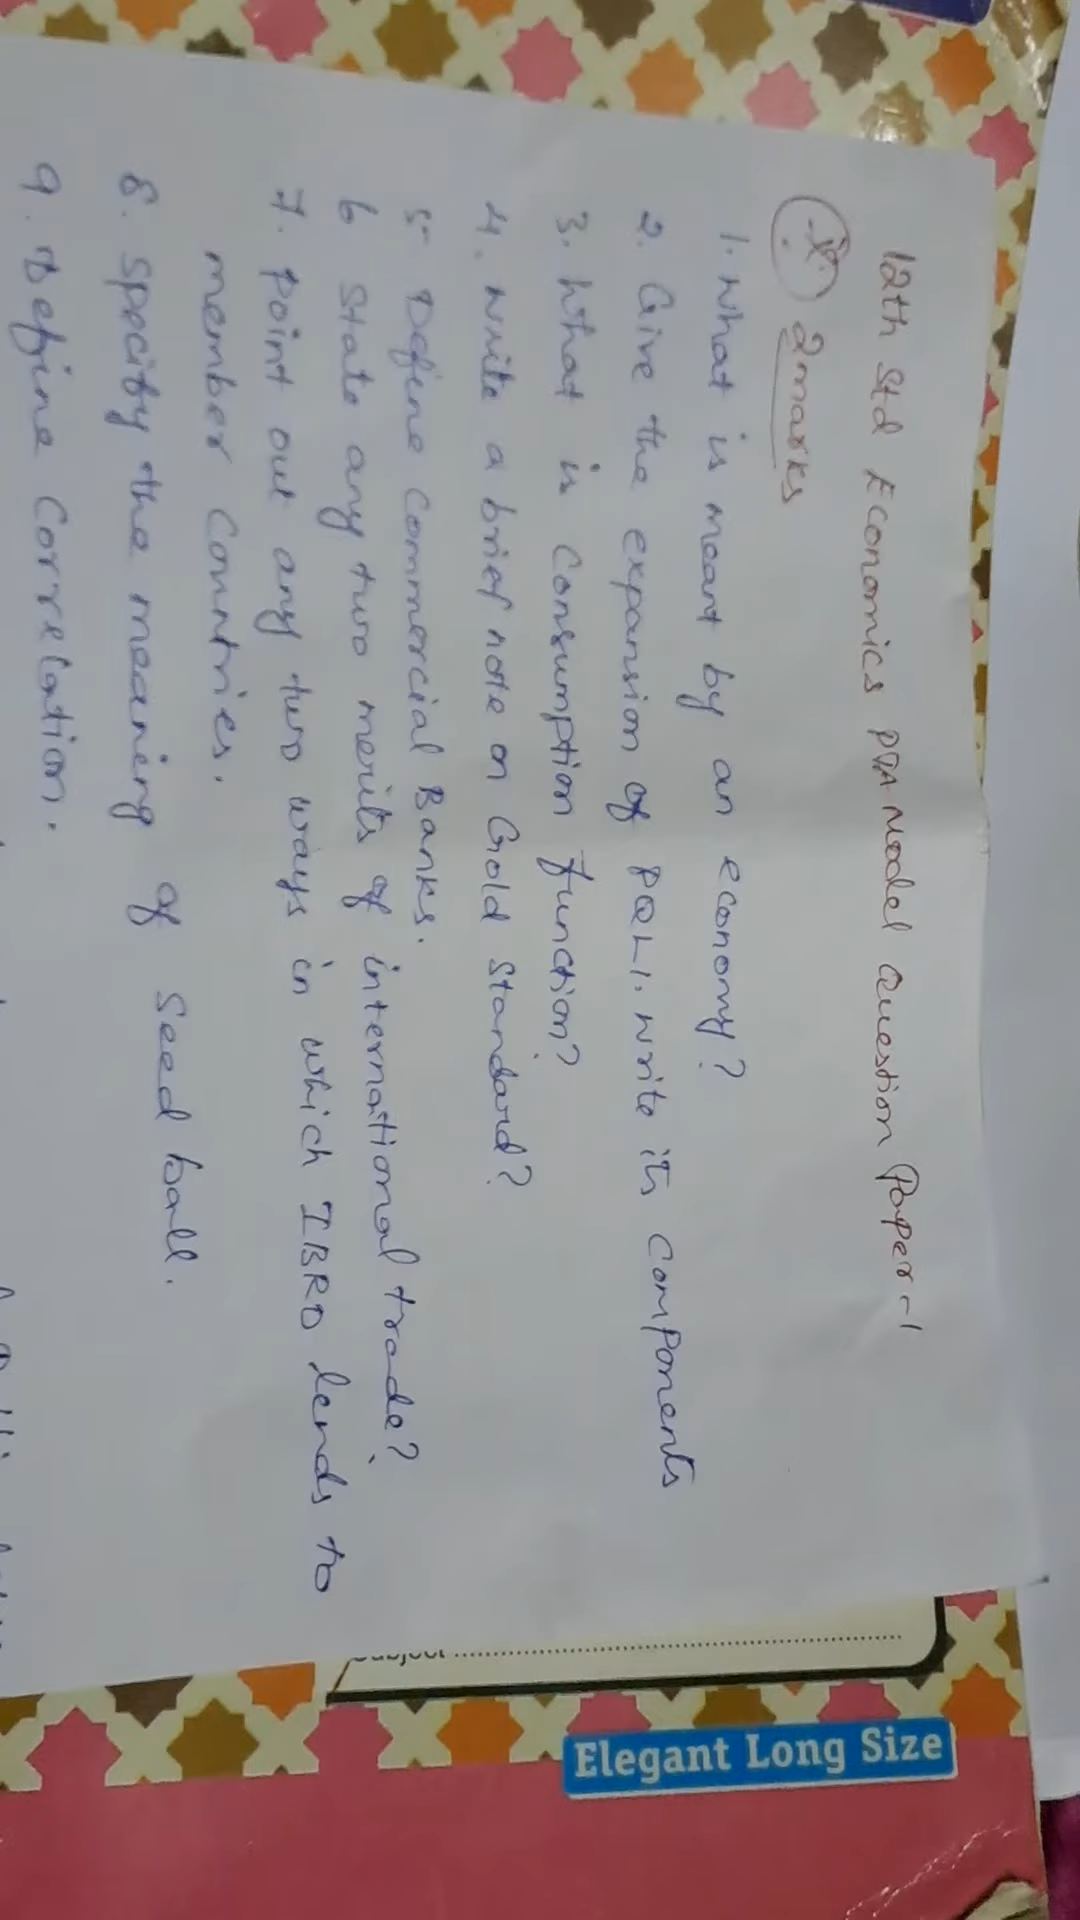 12th Std Economics PTA Model Question Paper-1
2marks
1. What is meant by an economy?
2. Give the expansion of PQLI. write its components
3. What is Consumption function?
4. Write a brief note on Gold Standard?
5- Define Commercial Banks.
6 State any two merits of international trade?
7. point out any two ways in which IBRD lends to
member Countries.
8. Specify the meaning of Seed ball.
9. Define Correlation.
Subject
Elegant Long Size